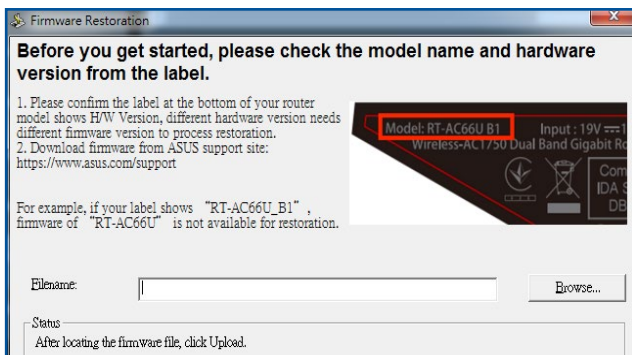 Firmware Restoration
Before you get started, please check the model name and hardware
version from the label.
1. Please confirm the label at the bottom of your router
model shows H/W Version, different hardware version needs
different firmware version to process restoration.
2. Download firmware from ASUS support site:
https://www.asus.com/support
For example, if your label shows “RT-AC66U_B1”,
firmware of “RT-AC66U” is not available for restoration.
Model: RT-AC66U B1 Input : 19V
Wireless-AC1750 Dual Band Gigabit
Com
IDA
DB
Filename:
Browse...
Status
After locating the firmware file, click Upload.